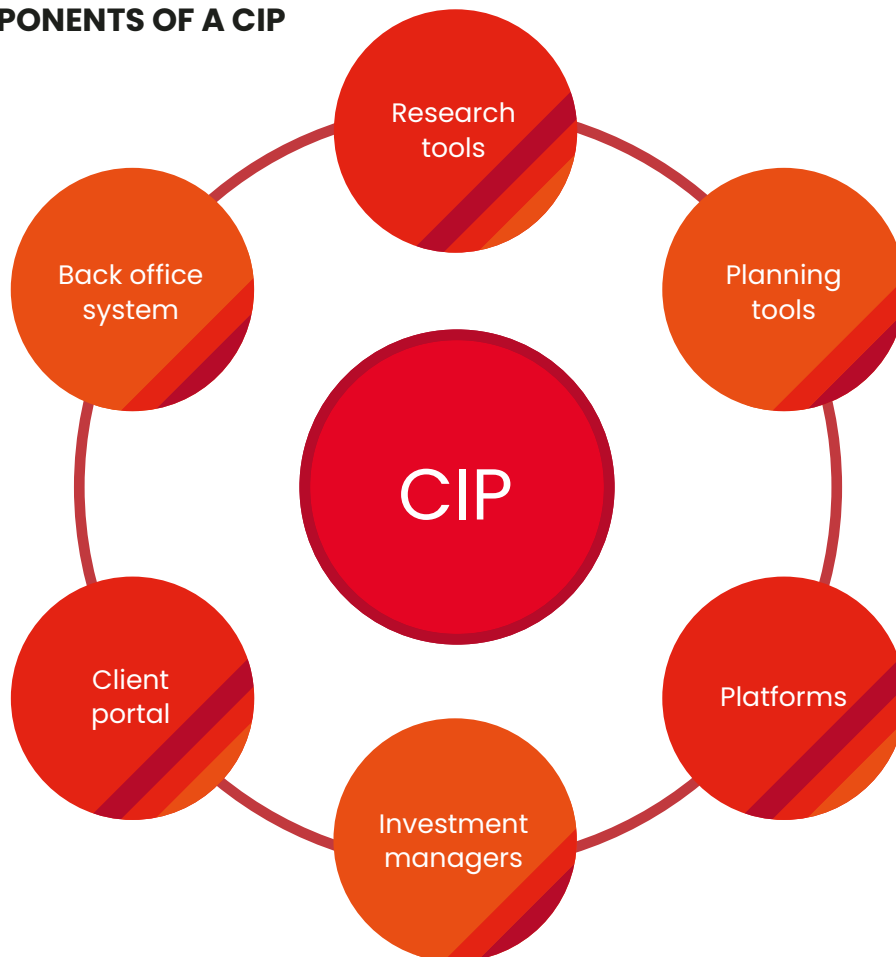 PONENTS OF A CIP
Research
tools
Back office
system
Planning
tools
CIP
Client
portal
Platforms
Investment
managers